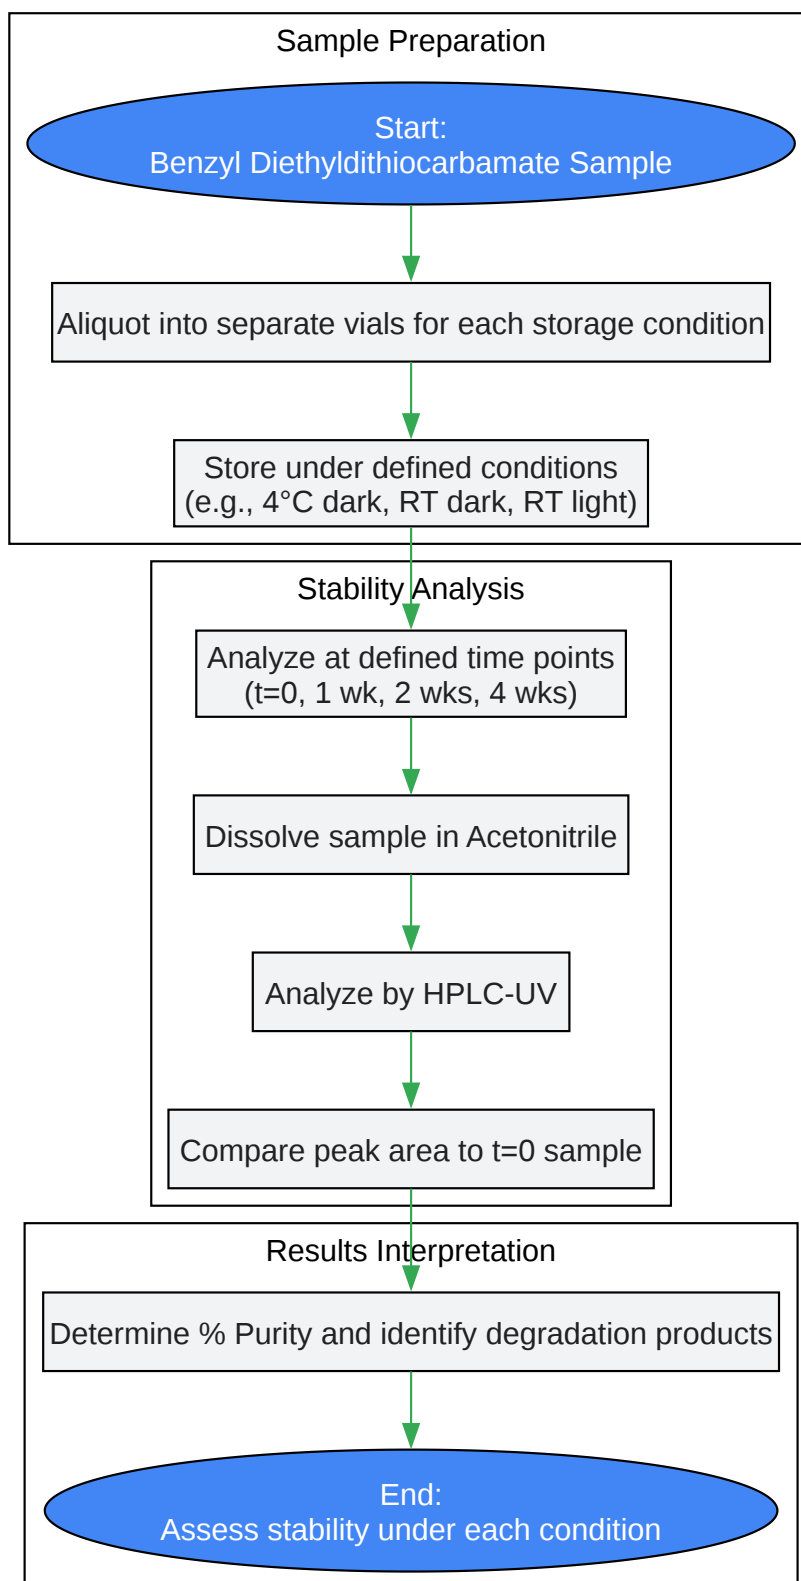 Sample Preparation
Start:
Benzyl Diethyldithiocarbamate Sample
Aliquot into separate vials for each storage condition
Store under defined conditions
(e.g., 4°C dark, RT dark, RT light)
Stability Analysis
Analyze at defined time points
(t=0, 1 wk, 2 wks, 4 wks)
Dissolve sample in Acetonitrile
Analyze by HPLC-UV
Compare peak area to t=0 sample
Results Interpretation
Determine % Purity and identify degradation products
End:
Assess stability under each condition